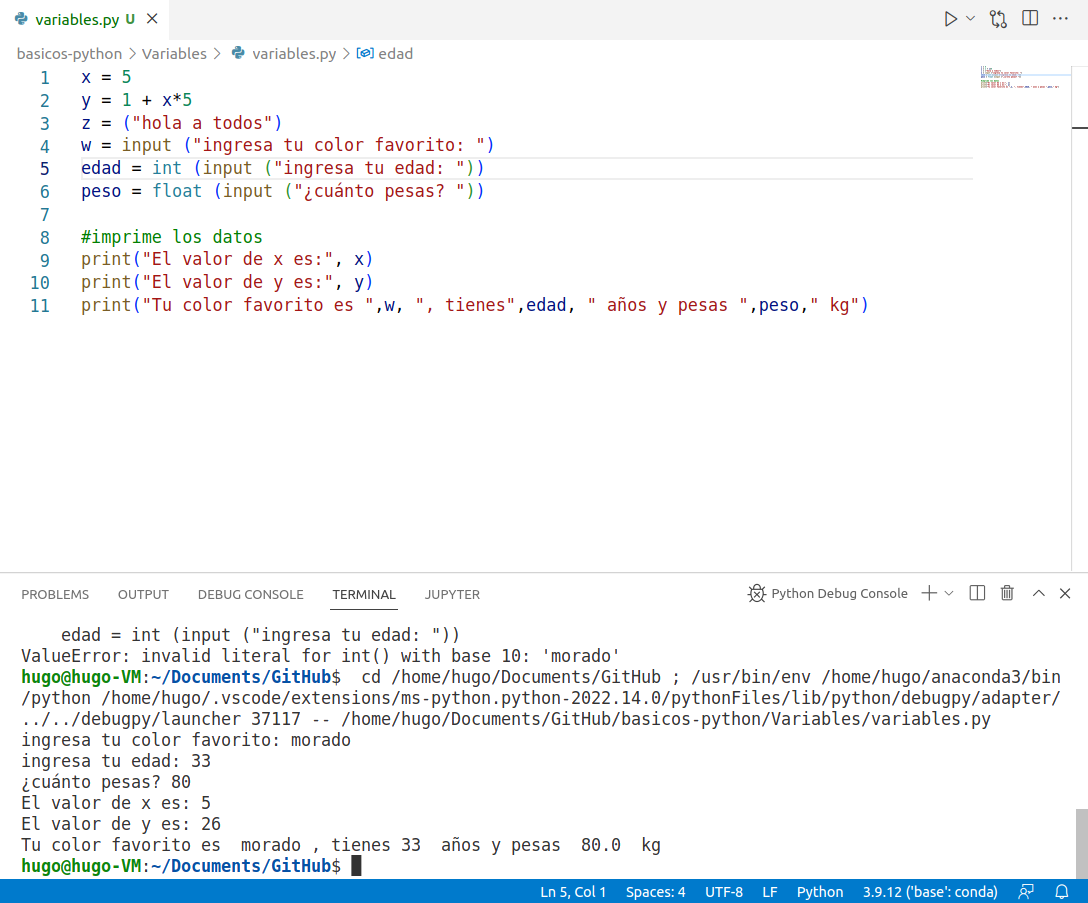 variables.py U
basicos-python > Variables > variables.py > edad
1 x = 5
2 y = 1 + x*5
3 z = ("hola a todos")
4 w = input ("ingresa tu color favorito: ")
5 edad = int (input ("ingresa tu edad: "))
6 peso = float (input ("¿cuánto pesas? "))
7
8 #imprime los datos
9 print("El valor de x es:", x)
10 print("El valor de y es:", y)
11 print("Tu color favorito es ",w, ", tienes",edad, " años y pesas ",peso," kg")
PROBLEMS OUTPUT DEBUG CONSOLE TERMINAL JUPYTER Python Debug Console
edad = int (input ("ingresa tu edad: "))
ValueError: invalid literal for int() with base 10: 'morado'
hugo@hugo-VM:~/Documents/GitHub$  cd /home/hugo/Documents/GitHub ; /usr/bin/env /home/hugo/anaconda3/bin
/python /home/hugo/.vscode/extensions/ms-python.python-2022.14.0/pythonFiles/lib/python/debugpy/adapter/
../../debugpy/launcher 37117 -- /home/hugo/Documents/GitHub/basicos-python/Variables/variables.py
ingresa tu color favorito: morado
ingresa tu edad: 33
¿cuánto pesas? 80
El valor de x es: 5
El valor de y es: 26
Tu color favorito es  morado , tienes 33  años y pesas  80.0  kg
hugo@hugo-VM:~/Documents/GitHub$
Ln 5, Col 1 Spaces: 4 UTF-8 LF Python 3.9.12 ('base': conda)